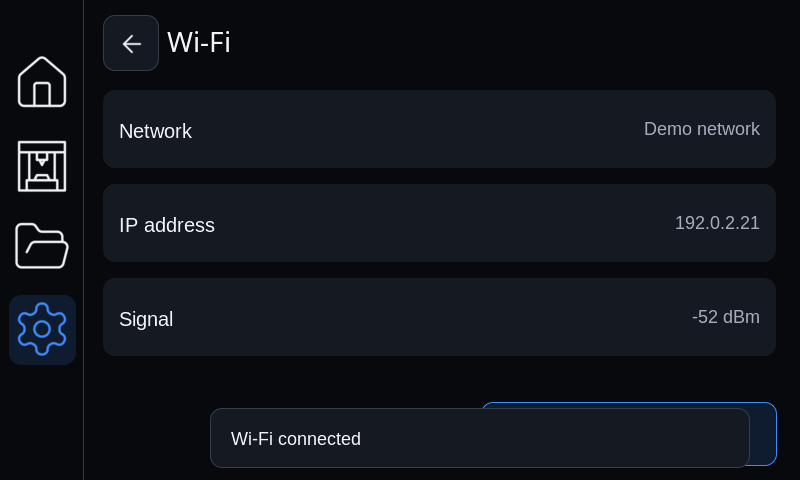 Wi-Fi
Network
Demo network
IP address
192.0.2.21
Signal
-52 dBm
Wi-Fi connected